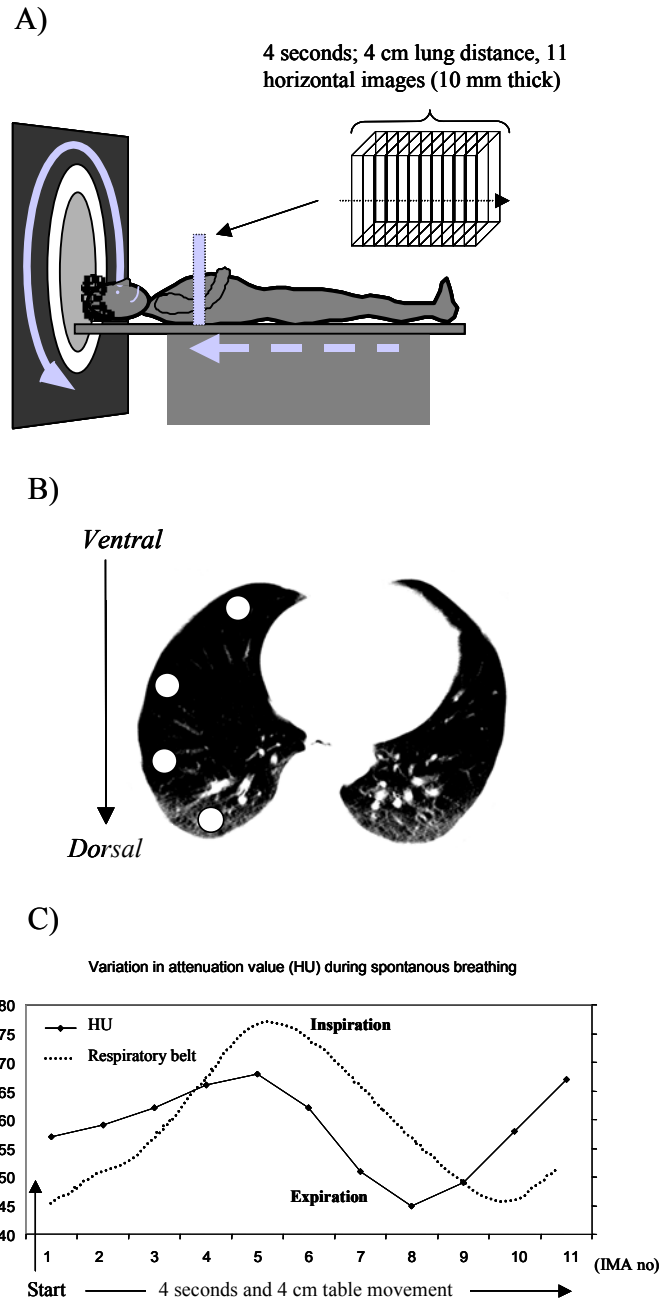 A)
4 seconds; 4 cm lung distance, 11
horizontal images (10 mm thick)
B)
Ventral
Dorsal
C)
Variation in attenuation value (HU) during spontanous breathing
80
75
70
65
60
55
50
45
40
HU
Respiratory belt
Inspiration
Expiration
1 2 3 4 5 6 7 8 9 10 11 (IMA no)
Start 4 seconds and 4 cm table movement